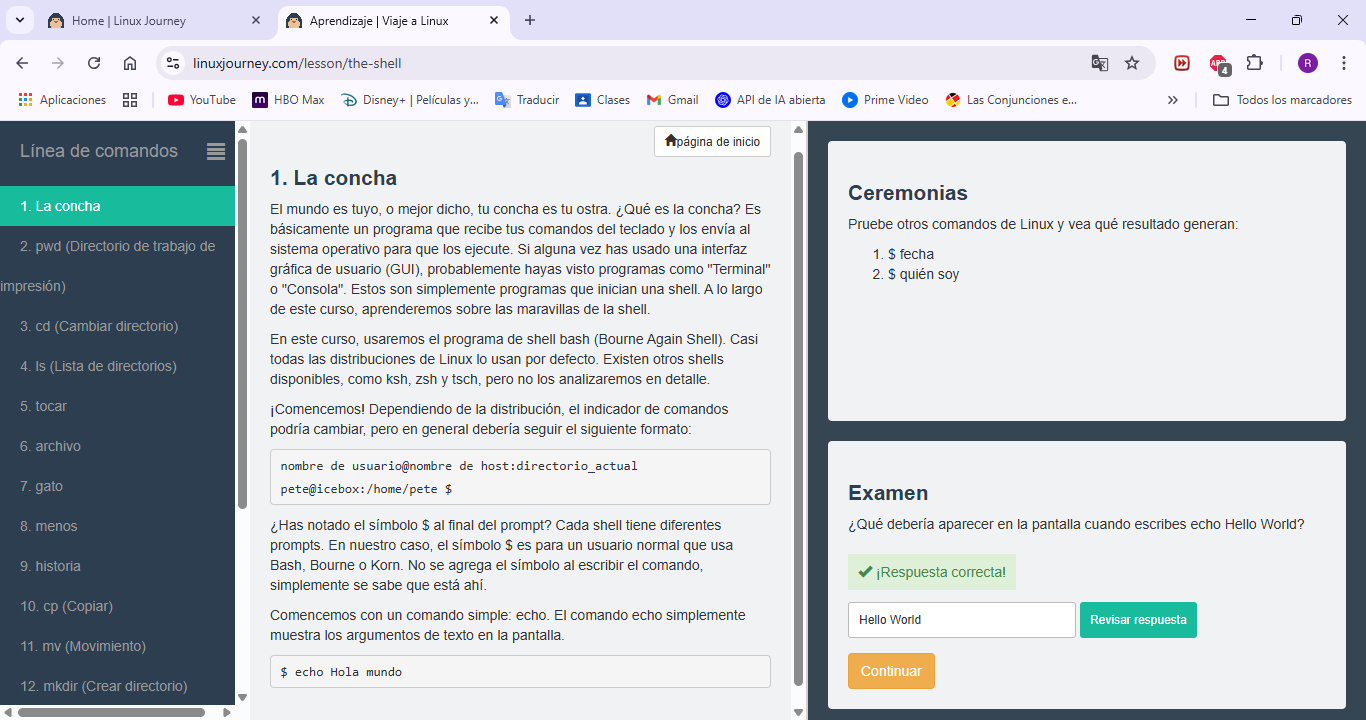 Home | Linux Journey
Aprendizaje | Viaje a Linux
linuxjourney.com/lesson/the-shell
ABP
4
R
Aplicaciones
YouTube
HBO Max
Disney+ | Películas y...
Traducir
Clases
Gmail
API de IA abierta
Prime Video
Las Conjunciones e...
Todos los marcadores
Línea de comandos
1. La concha
2. pwd (Directorio de trabajo de
impresión)
3. cd (Cambiar directorio)
4. ls (Lista de directorios)
5. tocar
6. archivo
7. gato
8. menos
9. historia
10. cp (Copiar)
11. mv (Movimiento)
12. mkdir (Crear directorio)
página de inicio
1. La concha
El mundo es tuyo, o mejor dicho, tu concha es tu ostra. ¿Qué es la concha? Es
básicamente un programa que recibe tus comandos del teclado y los envía al
sistema operativo para que los ejecute. Si alguna vez has usado una interfaz
gráfica de usuario (GUI), probablemente hayas visto programas como "Terminal"
o "Consola". Estos son simplemente programas que inician una shell. A lo largo
de este curso, aprenderemos sobre las maravillas de la shell.
En este curso, usaremos el programa de shell bash (Bourne Again Shell). Casi
todas las distribuciones de Linux lo usan por defecto. Existen otros shells
disponibles, como ksh, zsh y tsch, pero no los analizaremos en detalle.
¡Comencemos! Dependiendo de la distribución, el indicador de comandos
podría cambiar, pero en general debería seguir el siguiente formato:
nombre de usuario@nombre de host:directorio_actual
pete@icebox:/home/pete $
¿Has notado el símbolo $ al final del prompt? Cada shell tiene diferentes
prompts. En nuestro caso, el símbolo $ es para un usuario normal que usa
Bash, Bourne o Korn. No se agrega el símbolo al escribir el comando,
simplemente se sabe que está ahí.
Comencemos con un comando simple: echo. El comando echo simplemente
muestra los argumentos de texto en la pantalla.
$ echo Hola mundo
Ceremonias
Pruebe otros comandos de Linux y vea qué resultado generan:
1. $ fecha
2. $ quién soy
Examen
¿Qué debería aparecer en la pantalla cuando escribes echo Hello World?
¡Respuesta correcta!
Hello World
Revisar respuesta
Continuar